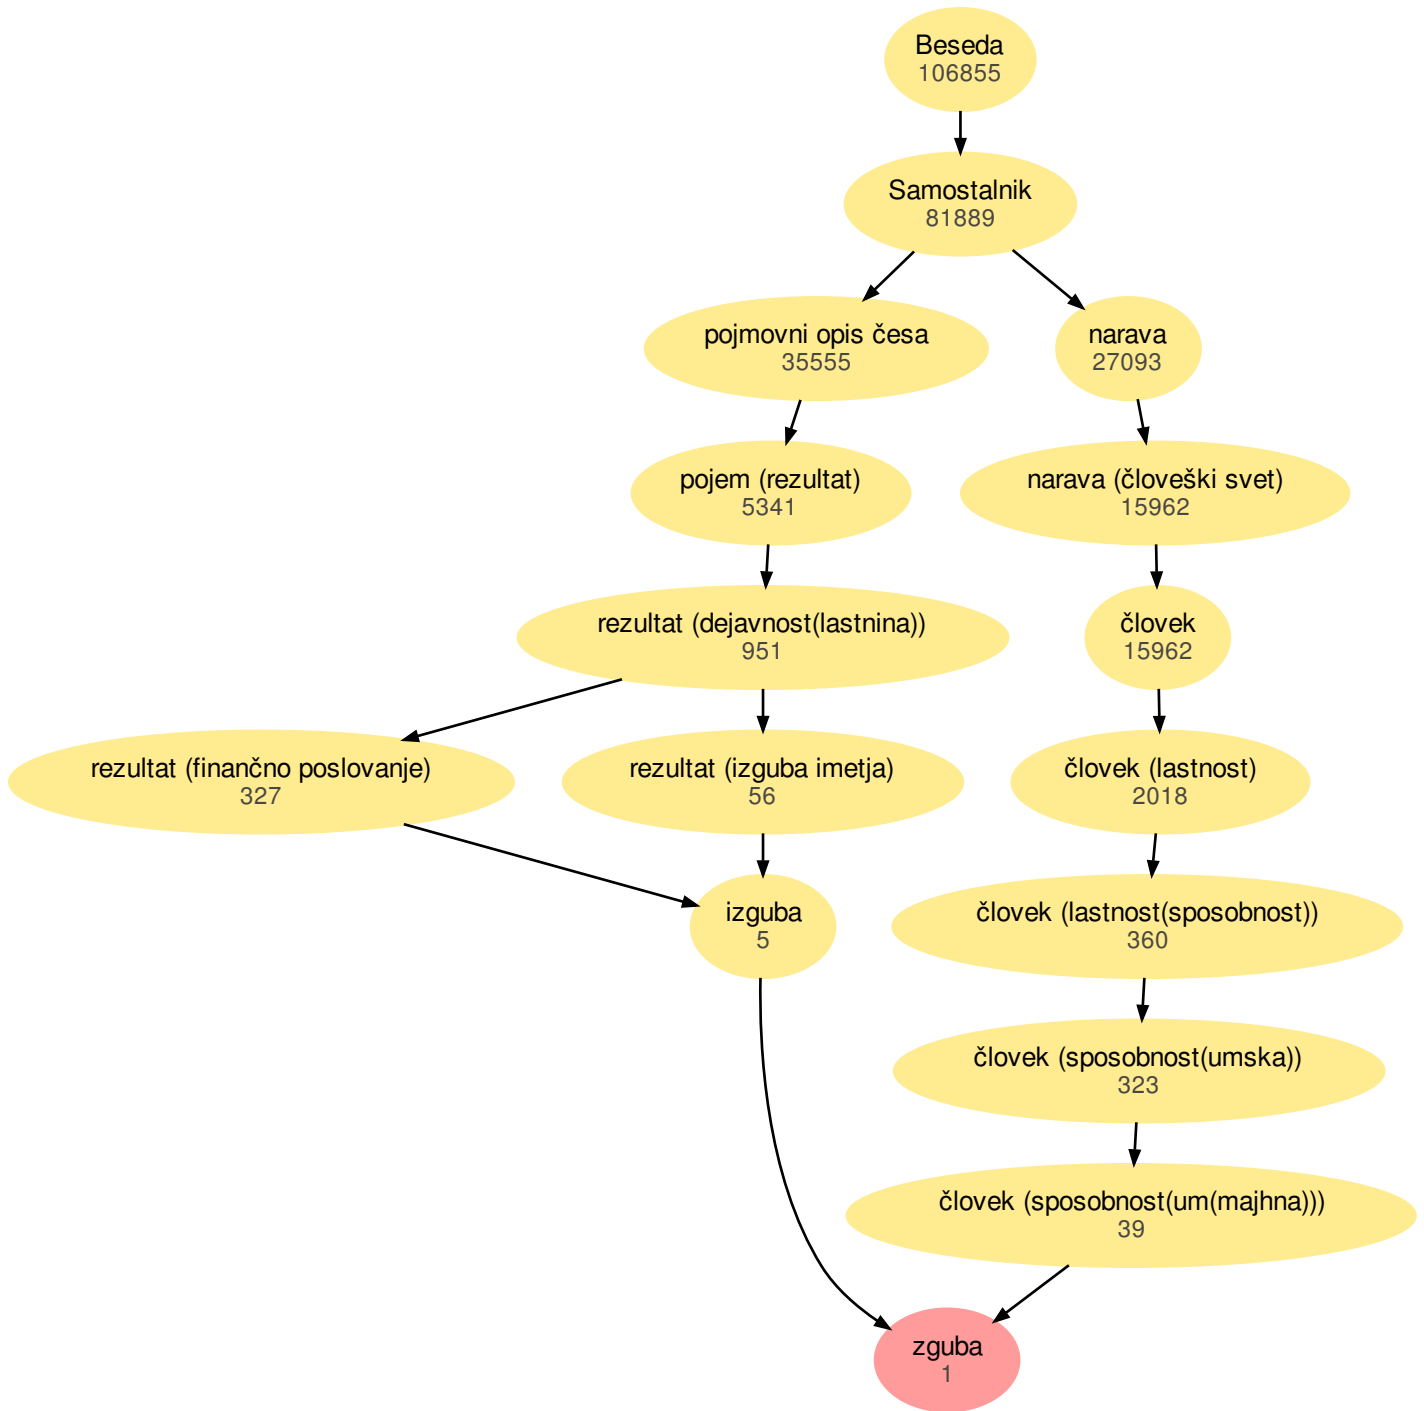 Beseda
106855
Samostalnik
81889
pojmovni opis česa
35555
narava
27093
pojem (rezultat)
5341
narava (človeški svet)
15962
rezultat (dejavnost(lastnina))
951
človek
15962
rezultat (finančno poslovanje)
327
rezultat (izguba imetja)
56
človek (lastnost)
2018
izguba
5
človek (lastnost(sposobnost))
360
človek (sposobnost(umska))
323
človek (sposobnost(um(majhna)))
39
zguba
1